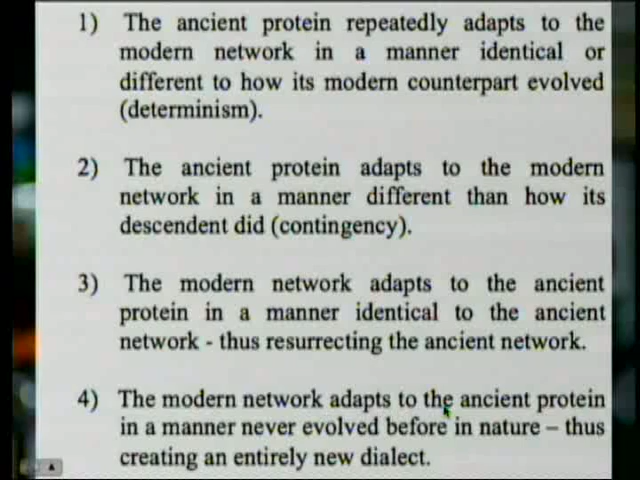 1) The ancient protein repeatedly adapts to the
modern network in a manner identical or
different to how its modern counterpart evolved
(determinism).
2) The ancient protein adapts to the modern
network in a manner different than how its
descendent did (contingency).
3) The modern network adapts to the ancient
protein in a manner identical to the ancient
network - thus resurrecting the ancient network.
4) The modern network adapts to the ancient protein
in a manner never evolved before in nature – thus
creating an entirely new dialect.